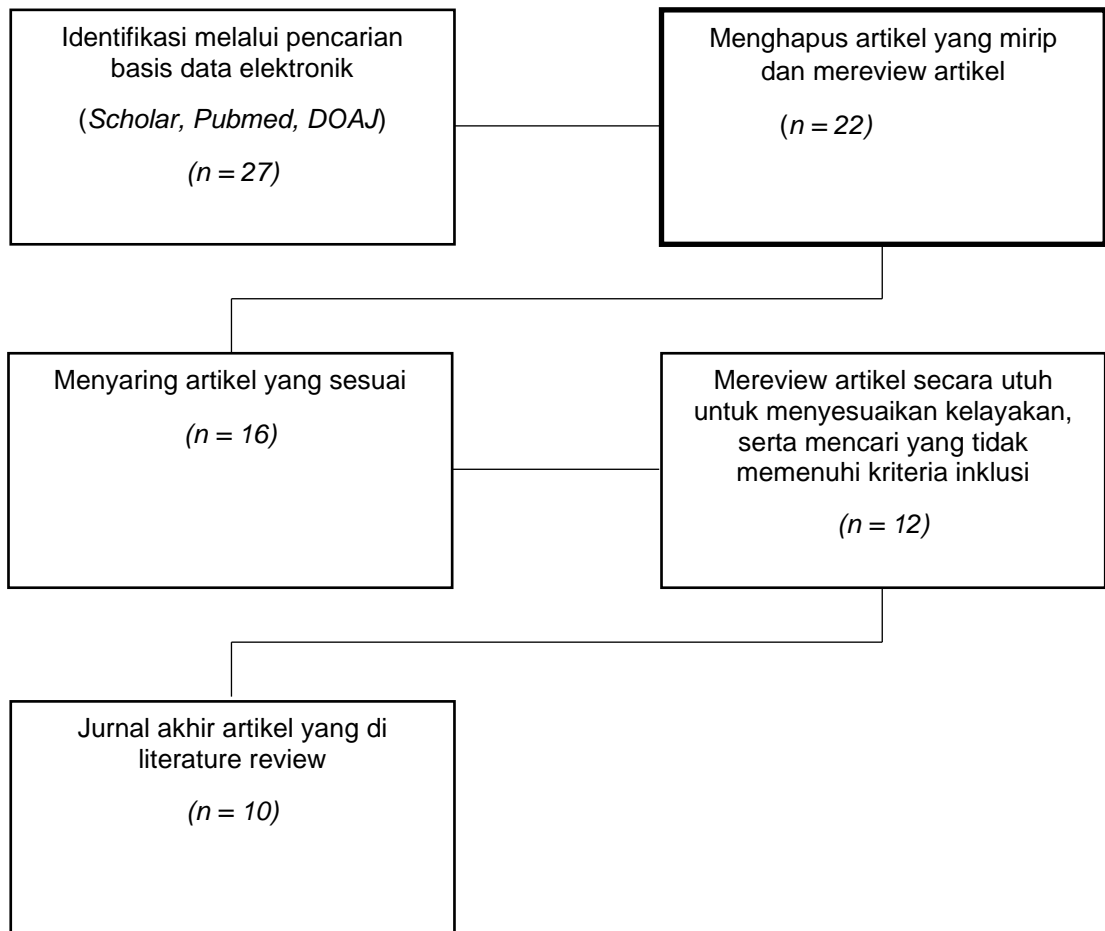 Identifikasi melalui pencarian
basis data elektronik
(Scholar, Pubmed, DOAJ)
(n = 27)
Menghapus artikel yang mirip
dan mereview artikel
(n = 22)
Menyaring artikel yang sesuai
(n = 16)
Mereview artikel secara utuh
untuk menyesuaikan kelayakan,
serta mencari yang tidak
memenuhi kriteria inklusi
(n = 12)
Jurnal akhir artikel yang di
literature review
(n = 10)